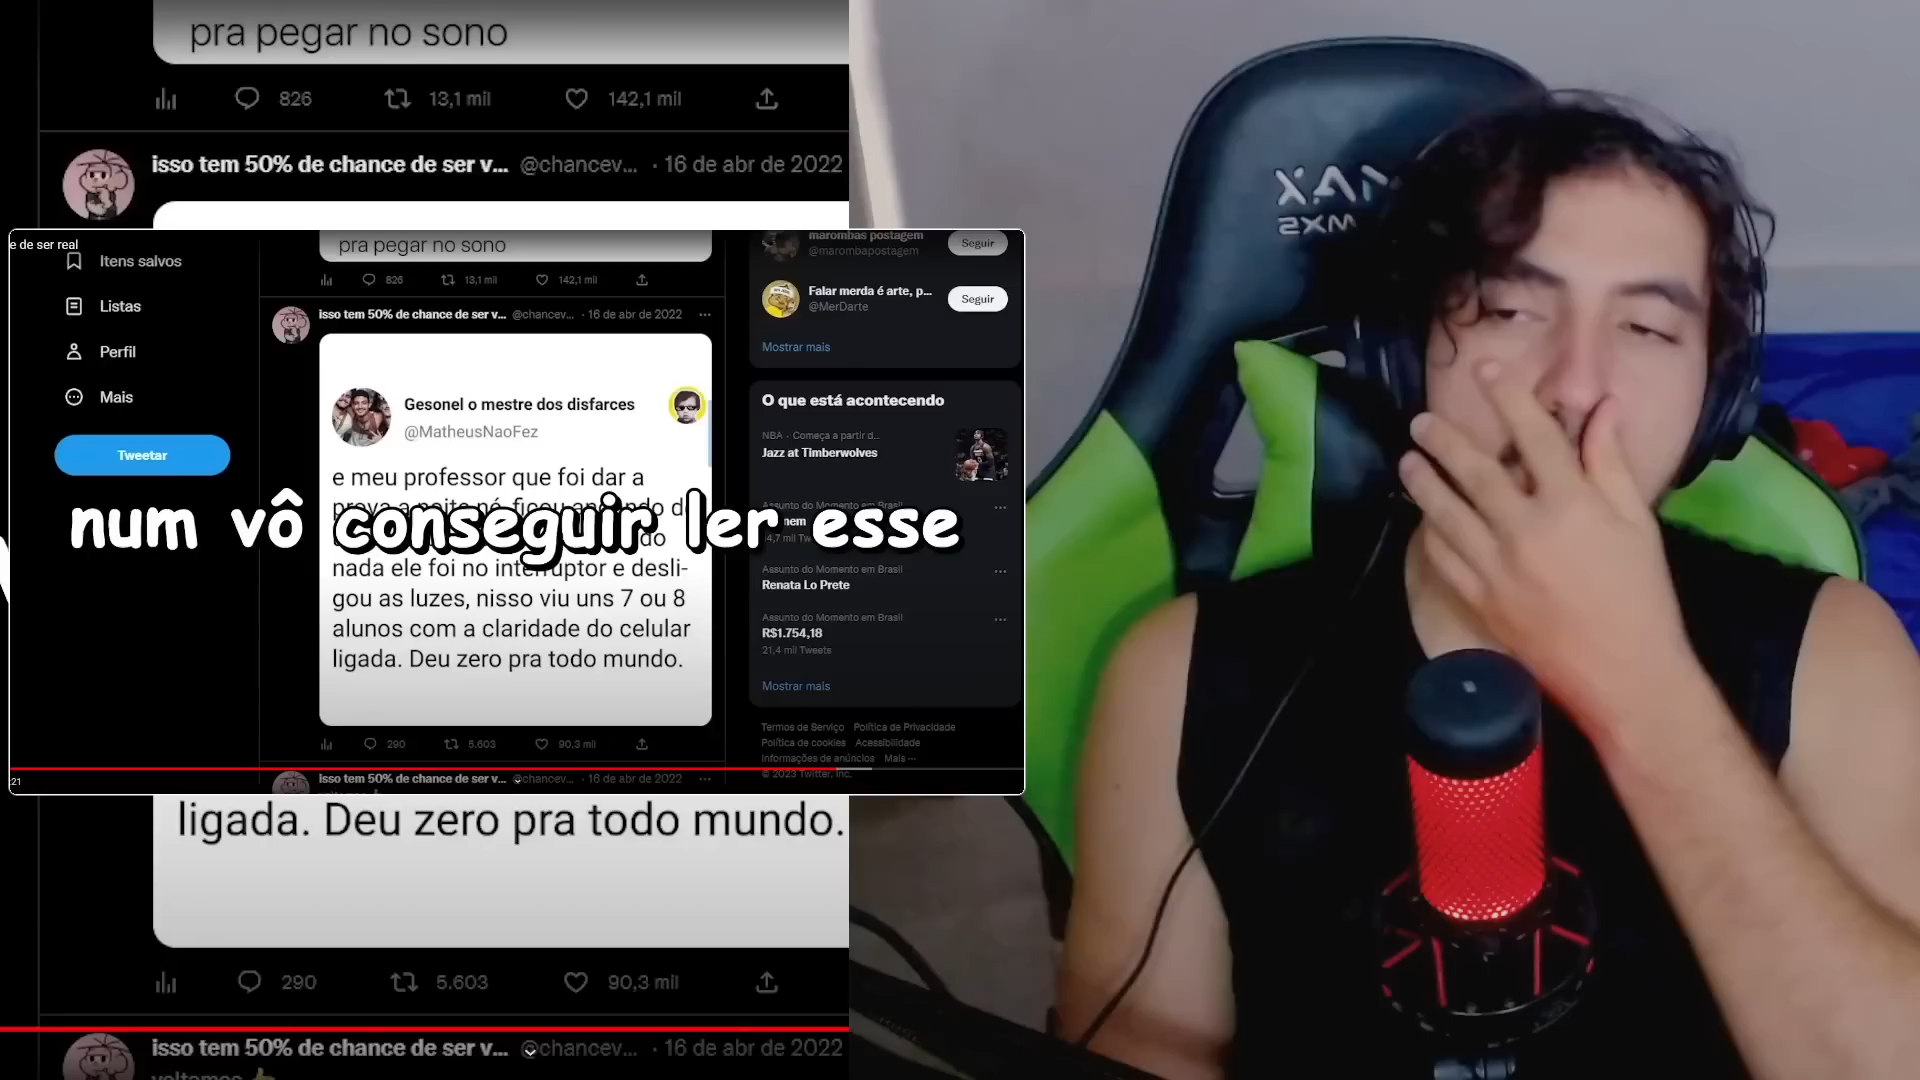 pra pegar no sono
826 13,1 mil 142,1 mil
isso tem 50% de chance de ser v... @chancev... · 16 de abr de 2022
e de ser real
Itens salvos
Listas
Perfil
Mais
Tweetar
pra pegar no sono
826 13,1 mil 142,1 mil
isso tem 50% de chance de ser v... @chancev... · 16 de abr de 2022
Gesonel o mestre dos disfarces
@MatheusNaoFez
e meu professor que foi dar a
nada ele foi no interruptor e desli-
gou as luzes, nisso viu uns 7 ou 8
alunos com a claridade do celular
ligada. Deu zero pra todo mundo.
290 5.603 90,3 mil
isso tem 50% de chance de ser v... @chancev... · 16 de abr de 2022
marombas postagem
@marombapostagem
Seguir
Falar merda é arte, p...
@MerDarte
Seguir
Mostrar mais
O que está acontecendo
NBA · Começa a partir d...
Jazz at Timberwolves
Assunto do Momento em Brasil
Assunto do Momento em Brasil
Renata Lo Prete
Assunto do Momento em Brasil
R$1.754,18
21,4 mil Tweets
Mostrar mais
Termos de Serviço Política de Privacidade
Política de cookies Acessibilidade
Informações de anúncios Mais ···
© 2023 Twitter, Inc.
:21
num vô conseguir ler esse
ligada. Deu zero pra todo mundo.
290 5.603 90,3 mil
isso tem 50% de chance de ser v... @chancev... · 16 de abr de 2022
voltamos